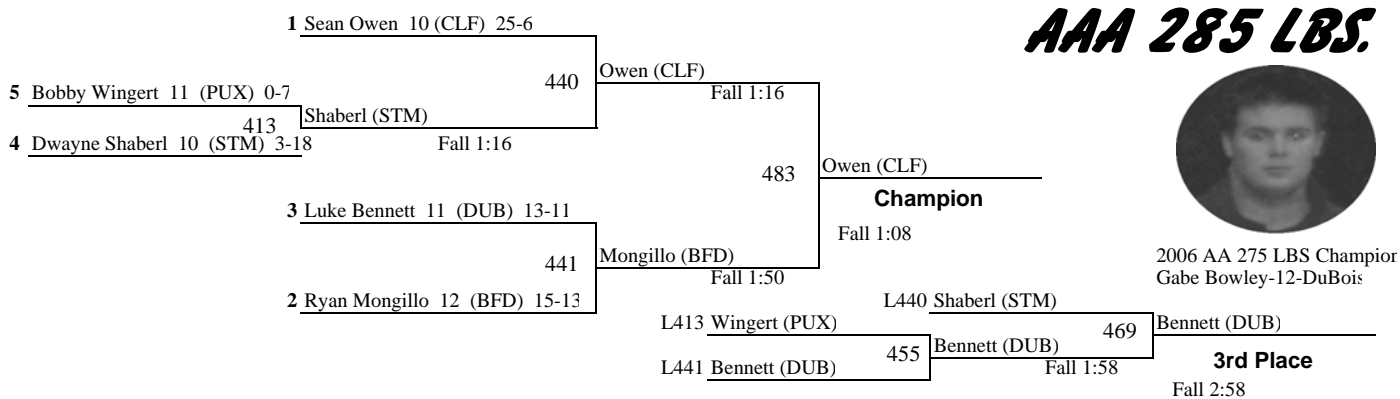 AAA 285 LBS.
1 Sean Owen 10 (CLF) 25-6
5 Bobby Wingert 11 (PUX) 0-7
440
Owen (CLF)
Fall 1:16
413
Shaberl (STM)
4 Dwayne Shaberl 10 (STM) 3-18
Fall 1:16
483
Owen (CLF)
Champion
3 Luke Bennett 11 (DUB) 13-11
Fall 1:08
441
Mongillo (BFD)
Fall 1:50
2006 AA 275 LBS Champion
Gabe Bowley-12-DuBois
2 Ryan Mongillo 12 (BFD) 15-13
L440 Shaberl (STM)
L413 Wingert (PUX)
469
Bennett (DUB)
455
Bennett (DUB)
Fall 1:58
3rd Place
L441 Bennett (DUB)
Fall 2:58